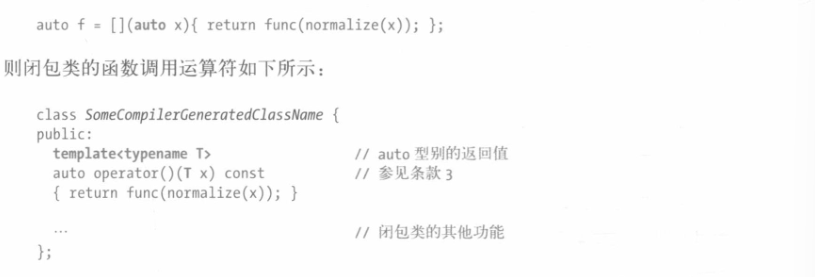 auto f = [](auto x){ return func(normalize(x)); };
则闭包类的函数调用运算符如下所示：
class SomeCompilerGeneratedClassName {
public:
template<typename T> // auto 型别的返回值
auto operator()(T x) const // 参见条款 3
{ return func(normalize(x)); }
… // 闭包类的其他功能
};